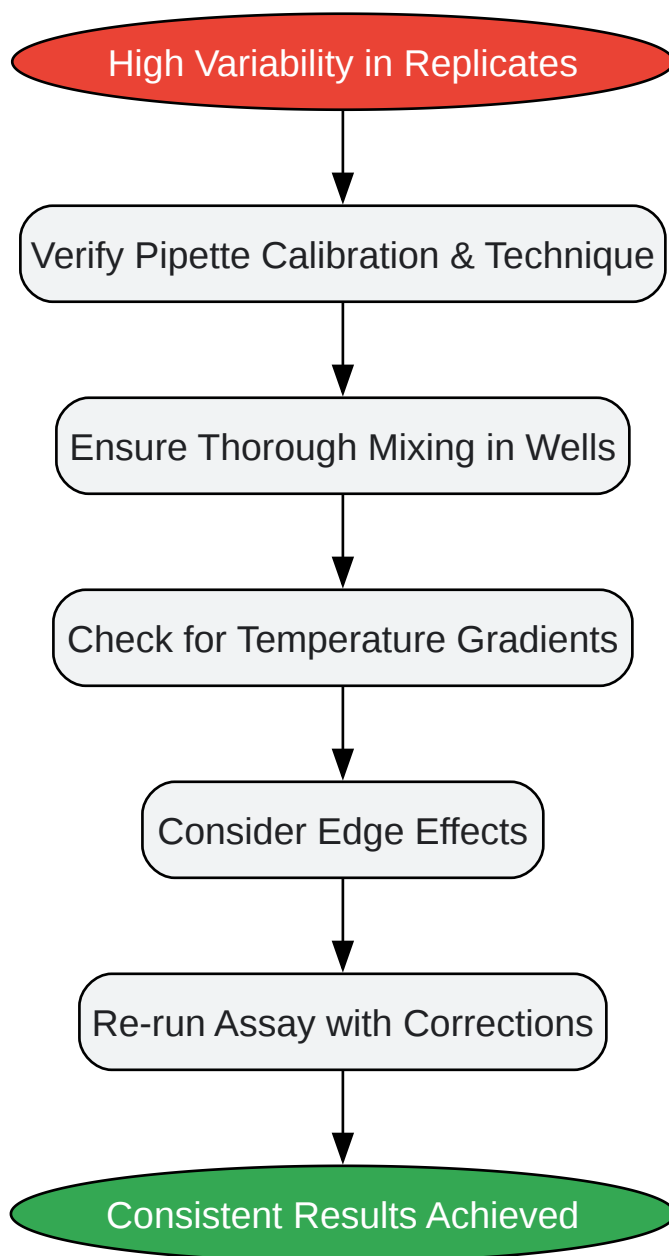 High Variability in Replicates
Verify Pipette Calibration & Technique
Ensure Thorough Mixing in Wells
Check for Temperature Gradients
Consider Edge Effects
Re-run Assay with Corrections
Consistent Results Achieved